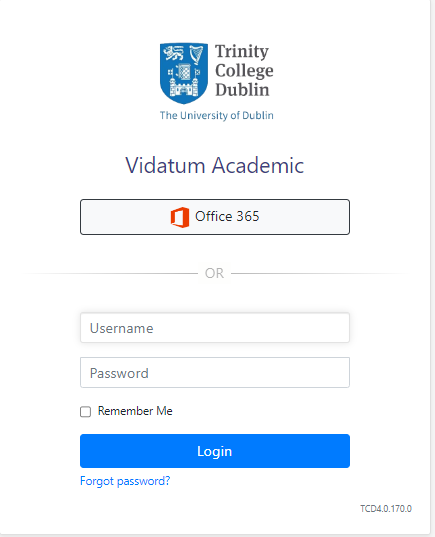 Trinity
College
Dublin
The University of Dublin
Vidatum Academic
Office 365
OR
Username
Password
Remember Me
Login
Forgot password?
TCD4.0.170.0